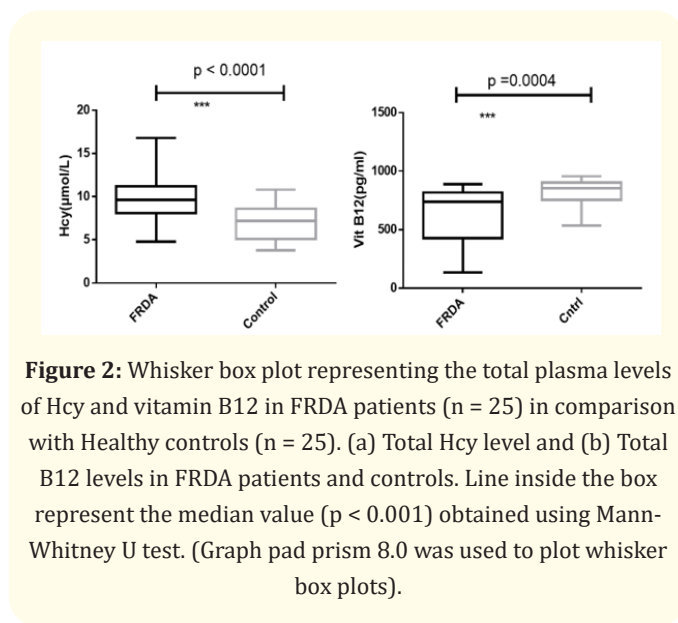 p < 0.0001
***
Hcy(µmol/L)
20
15
10
5
0
FRDA
Control
p =0.0004
***
Vit B12(pg/ml)
1500
1000
500
0
FRDA
Cntrl
Figure 2: Whisker box plot representing the total plasma levels
of Hcy and vitamin B12 in FRDA patients (n = 25) in comparison
with Healthy controls (n = 25). (a) Total Hcy level and (b) Total
B12 levels in FRDA patients and controls. Line inside the box
represent the median value (p < 0.001) obtained using Mann-
Whitney U test. (Graph pad prism 8.0 was used to plot whisker
box plots).